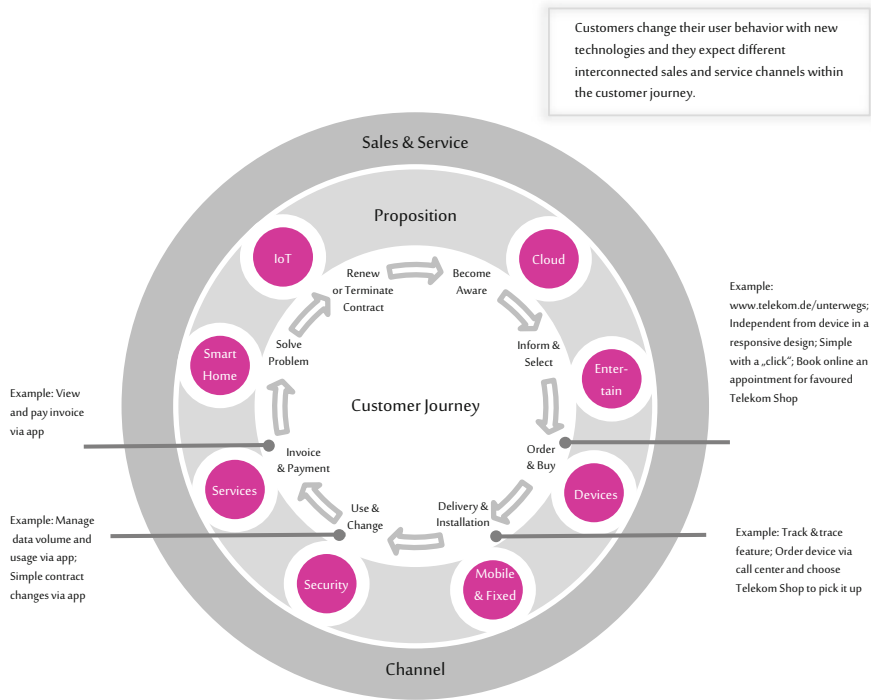 Customers change their user behavior with new
technologies and they expect different
interconnected sales and service channels within
the customer journey.
Sales & Service
Proposition
IoT
Cloud
Renew
or Terminate
Contract
Become
Aware
Smart
Home
Solve
Problem
Inform &
Select
Enter-
tain
Example:
www.telekom.de/unterwegs;
Independent from device in a
responsive design; Simple
with a „click“; Book online an
appointment for favoured
Telekom Shop
Example: View
and pay invoice
via app
Customer Journey
Invoice
& Payment
Order
& Buy
Services
Devices
Use &
Change
Delivery &
Installation
Example: Manage
data volume and
usage via app;
Simple contract
changes via app
Example: Track & trace
feature; Order device via
call center and choose
Telekom Shop to pick it up
Security
Mobile
& Fixed
Channel